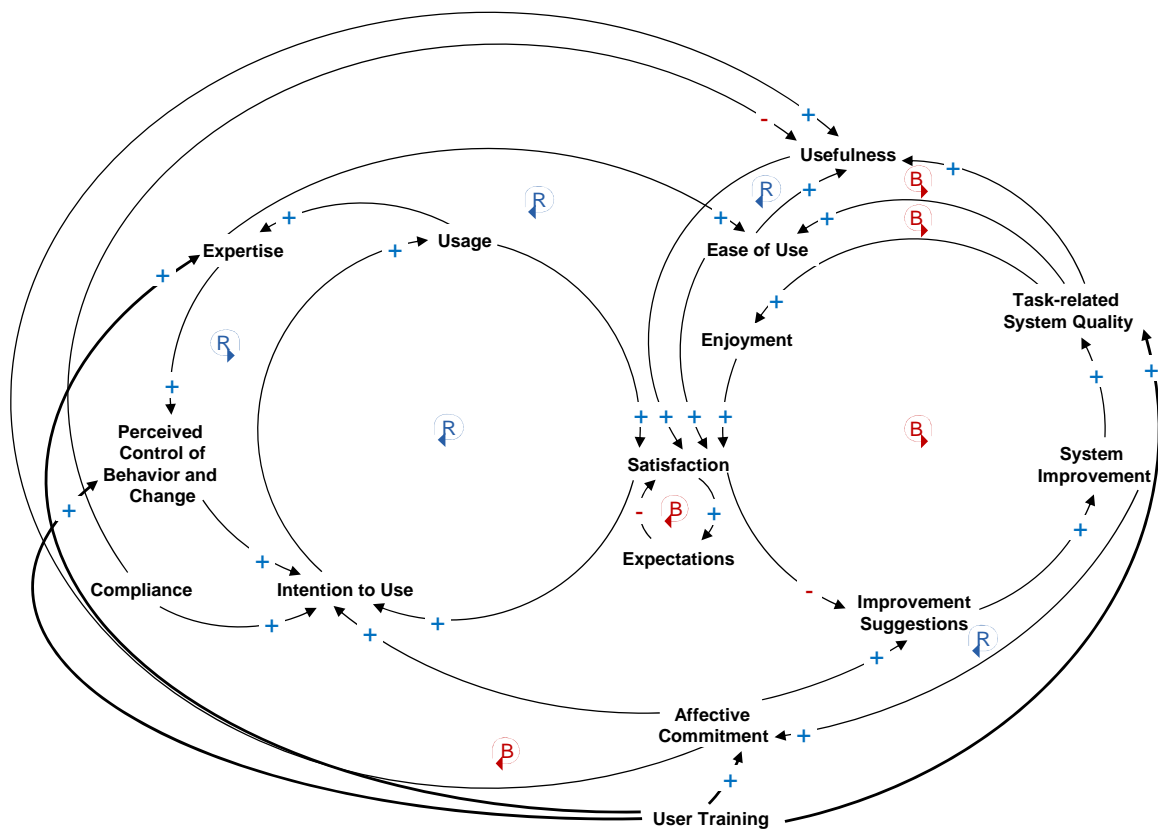 +
-
Usefulness
+
B
R
+
+
+
B
+
Usage
R
Ease of Use
Expertise
+
+
+
Task-related
System Quality
Enjoyment
R
+
+
+
+
+
+
+
B
R
Perceived
Control of
Behavior and
Change
Satisfaction
System
Improvement
+
-
B
+
+
Expectations
+
Compliance
Intention to Use
-
Improvement
Suggestions
+
+
+
R
+
Affective
Commitment
+
B
+
User Training